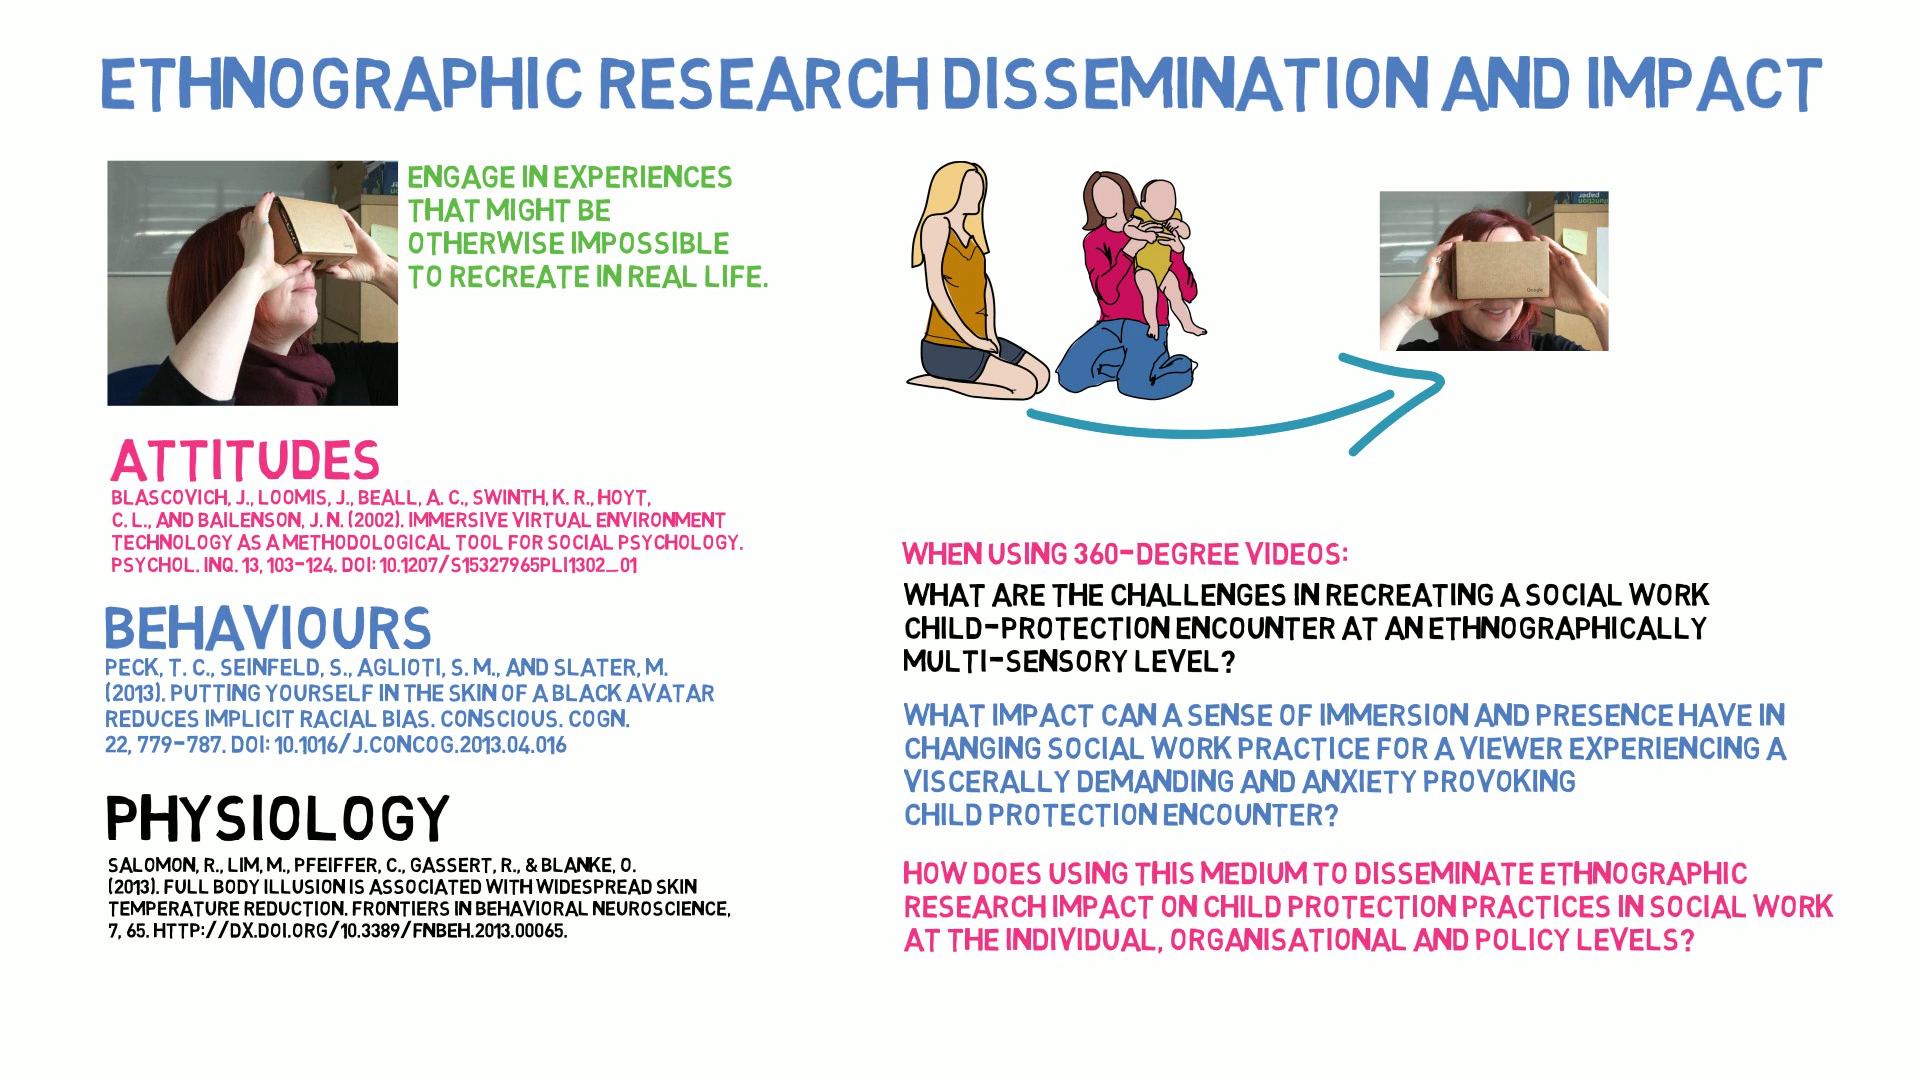 ETHNOGRAPHIC RESEARCH DISSEMINATION AND IMPACT
ENGAGE IN EXPERIENCES
THAT MIGHT BE
OTHERWISE IMPOSSIBLE
TO RECREATE IN REAL LIFE.
ATTITUDES
BLASCOVICH, J., LOOMIS, J., BEALL, A. C., SWINTH, K. R., HOYT,
C. L., AND BAILENSON, J. N. (2002). IMMERSIVE VIRTUAL ENVIRONMENT
TECHNOLOGY AS A METHODOLOGICAL TOOL FOR SOCIAL PSYCHOLOGY.
PSYCHOL. INQ. 13, 103-124. DOI: 10.1207/S15327965PLI1302_01
BEHAVIOURS
PECK, T. C., SEINFELD, S., AGLIOTI, S. M., AND SLATER, M.
(2013). PUTTING YOURSELF IN THE SKIN OF A BLACK AVATAR
REDUCES IMPLICIT RACIAL BIAS. CONSCIOUS. COGN.
22, 779-787. DOI: 10.1016/J.CONCOG.2013.04.016
PHYSIOLOGY
SALOMON, R., LIM, M., PFEIFFER, C., GASSERT, R., & BLANKE, O.
(2013). FULL BODY ILLUSION IS ASSOCIATED WITH WIDESPREAD SKIN
TEMPERATURE REDUCTION. FRONTIERS IN BEHAVIORAL NEUROSCIENCE,
7, 65. HTTP://DX.DOI.ORG/10.3389/FNBEH.2013.00065.
Google
WHEN USING 360-DEGREE VIDEOS:
WHAT ARE THE CHALLENGES IN RECREATING A SOCIAL WORK
CHILD-PROTECTION ENCOUNTER AT AN ETHNOGRAPHICALLY
MULTI-SENSORY LEVEL?
WHAT IMPACT CAN A SENSE OF IMMERSION AND PRESENCE HAVE IN
CHANGING SOCIAL WORK PRACTICE FOR A VIEWER EXPERIENCING A
VISCERALLY DEMANDING AND ANXIETY PROVOKING
CHILD PROTECTION ENCOUNTER?
HOW DOES USING THIS MEDIUM TO DISSEMINATE ETHNOGRAPHIC
RESEARCH IMPACT ON CHILD PROTECTION PRACTICES IN SOCIAL WORK
AT THE INDIVIDUAL, ORGANISATIONAL AND POLICY LEVELS?